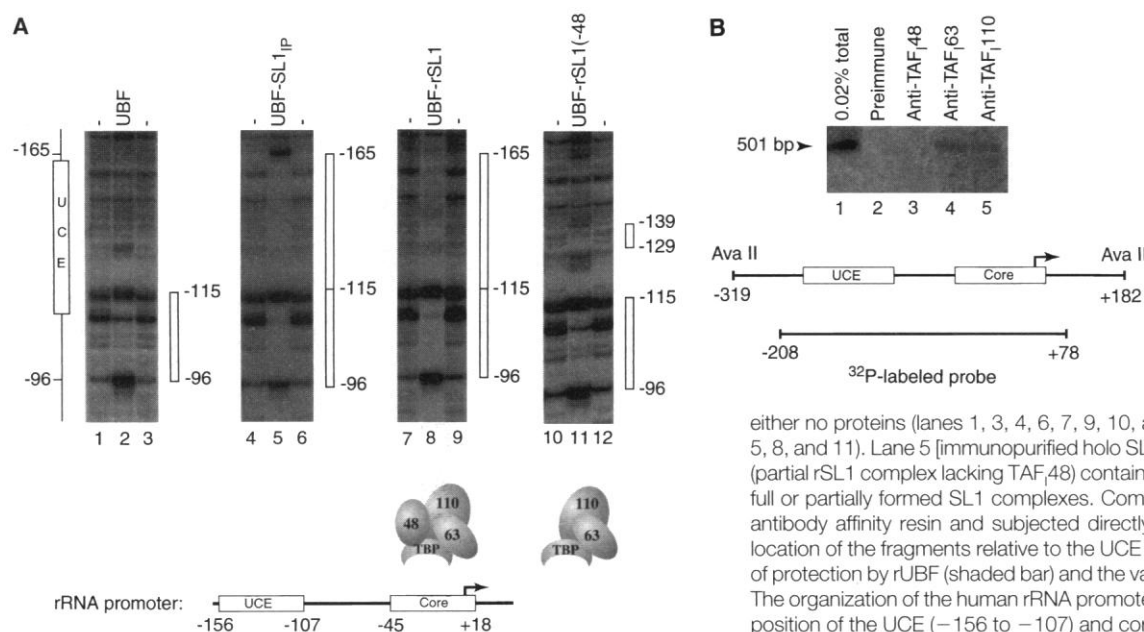 A
B
- UBF -
- UBF-SL1IP -
- UBF-rSL1 -
- UBF-rSL1(-48 -
0.02% total
Preimmune
Anti-TAFI48
Anti-TAFI63
Anti-TAFI110
-165
-96
U C E
-115
-96
-165
-115
-96
-165
-115
-96
-139
-129
-115
-96
1 2 3 4 5 6 7 8 9 10 11 12
501 bp
1 2 3 4 5
Ava II Ava II
UCE Core
-319 +182
-208 +78
32P-labeled probe
48 110 63 TBP
110 63 TBP
rRNA promoter: UCE Core
-156 -107 -45 +18
either no proteins (lanes 1, 3, 4, 6, 7, 9, 10, a
5, 8, and 11). Lane 5 [immunopurified holo SL
(partial rSL1 complex lacking TAFI48) contain
full or partially formed SL1 complexes. Com
antibody affinity resin and subjected directly
location of the fragments relative to the UCE
of protection by rUBF (shaded bar) and the va
The organization of the human rRNA promote
position of the UCE (−156 to −107) and co